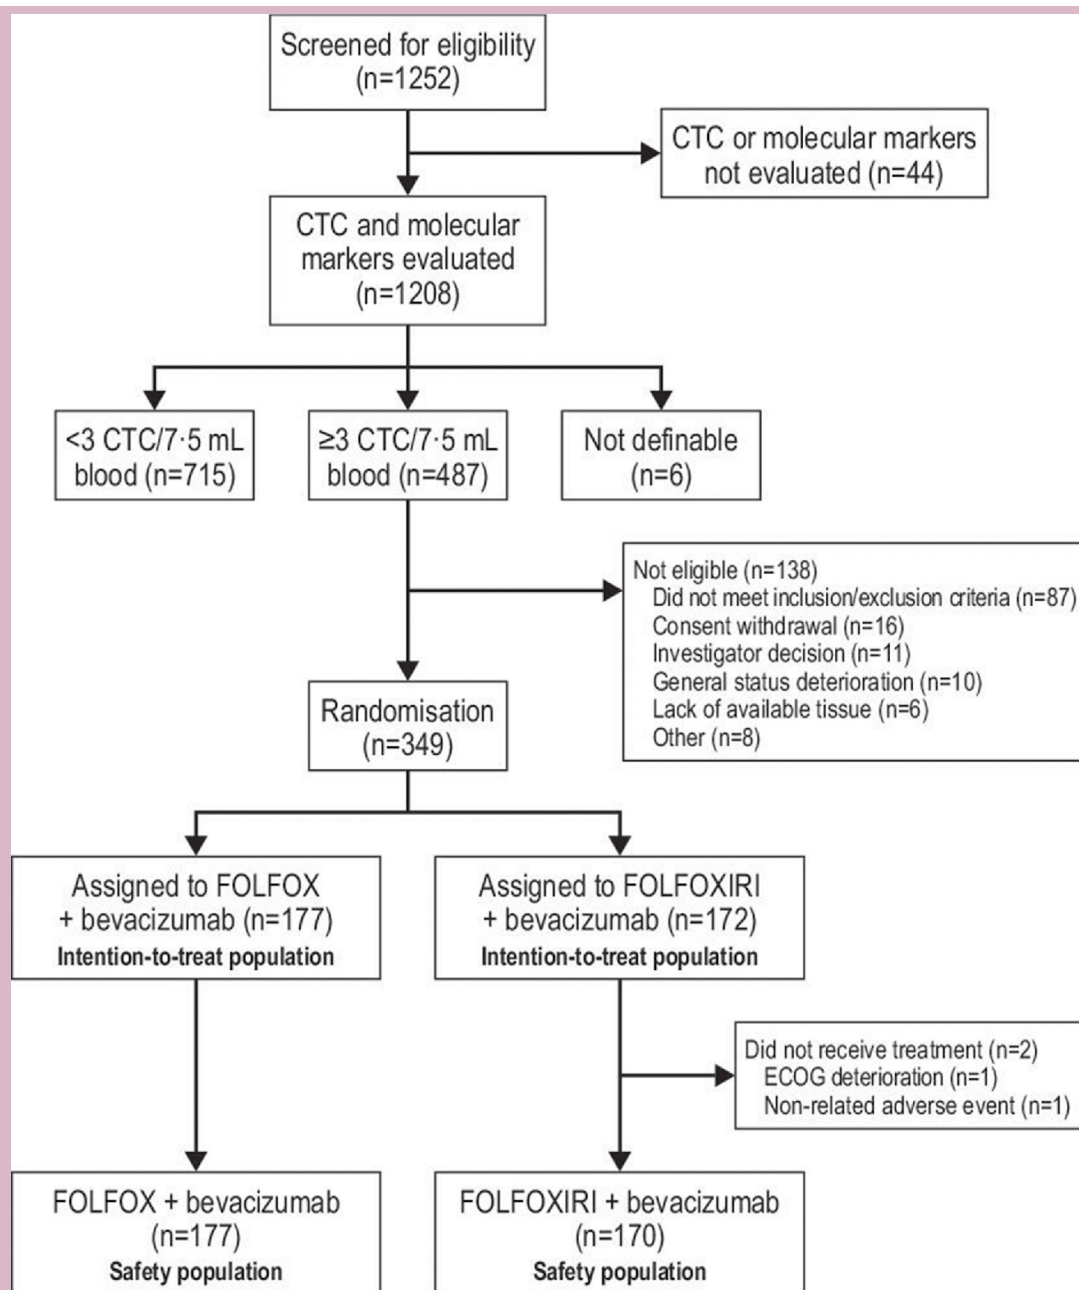 Screened for eligibility
(n=1252)
CTC or molecular markers
not evaluated (n=44)
CTC and molecular
markers evaluated
(n=1208)
<3 CTC/7·5 mL
blood (n=715)
≥3 CTC/7·5 mL
blood (n=487)
Not definable
(n=6)
Not eligible (n=138)
Did not meet inclusion/exclusion criteria (n=87)
Consent withdrawal (n=16)
Investigator decision (n=11)
General status deterioration (n=10)
Lack of available tissue (n=6)
Other (n=8)
Randomisation
(n=349)
Assigned to FOLFOX
+ bevacizumab (n=177)
Intention-to-treat population
Assigned to FOLFOXIRI
+ bevacizumab (n=172)
Intention-to-treat population
Did not receive treatment (n=2)
ECOG deterioration (n=1)
Non-related adverse event (n=1)
FOLFOX + bevacizumab
(n=177)
Safety population
FOLFOXIRI + bevacizumab
(n=170)
Safety population